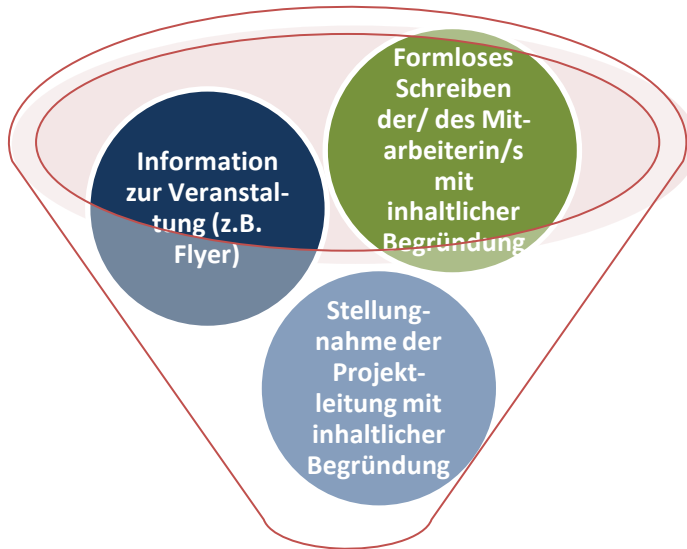 Information
zur Veranstal-
tung (z.B.
Flyer)
Formloses
Schreiben
der/ des Mit-
arbeiterin/s
mit
inhaltlicher
Begründung
Stellung-
nahme der
Projekt-
leitung mit
inhaltlicher
Begründung